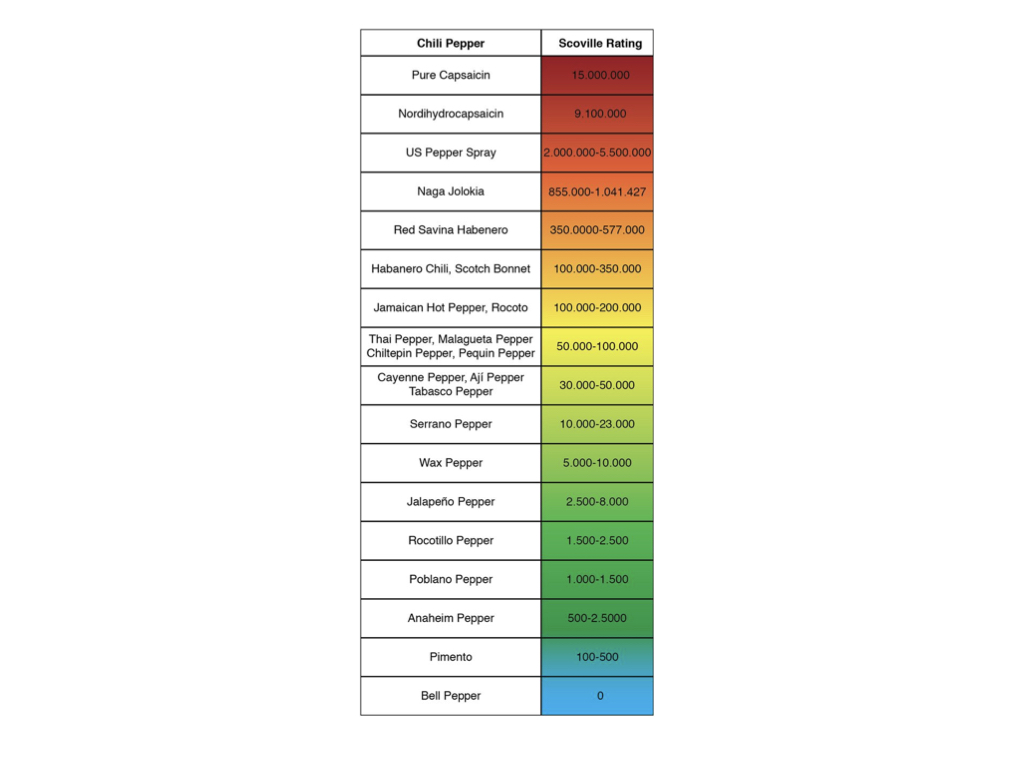 Chili Pepper Scoville Rating
Pure Capsaicin 15.000.000
Nordihydrocapsaicin 9.100.000
US Pepper Spray 2.000.000-5.500.000
Naga Jolokia 855.000-1.041.427
Red Savina Habenero 350.0000-577.000
Habanero Chili, Scotch Bonnet 100.000-350.000
Jamaican Hot Pepper, Rocoto 100.000-200.000
Thai Pepper, Malagueta Pepper
Chiltepin Pepper, Pequin Pepper 50.000-100.000
Cayenne Pepper, Ají Pepper
Tabasco Pepper 30.000-50.000
Serrano Pepper 10.000-23.000
Wax Pepper 5.000-10.000
Jalapeño Pepper 2.500-8.000
Rocotillo Pepper 1.500-2.500
Poblano Pepper 1.000-1.500
Anaheim Pepper 500-2.5000
Pimento 100-500
Bell Pepper 0